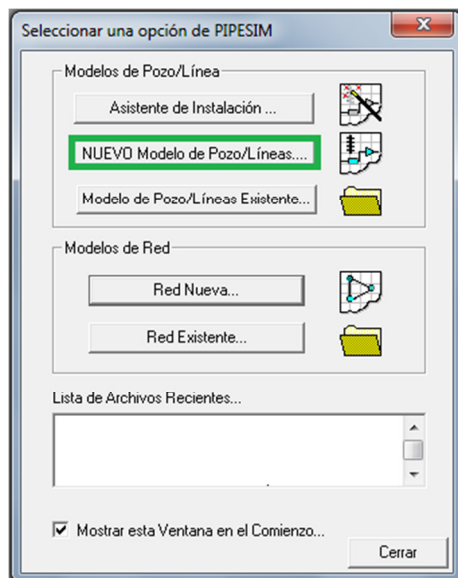 Seleccionar una opción de PIPESIM
Modelos de Pozo/Línea
Asistente de Instalación ...
NUEVO Modelo de Pozo/Líneas....
Modelo de Pozo/Líneas Existente...
Modelos de Red
Red Nueva...
Red Existente...
Lista de Archivos Recientes...
Mostrar esta Ventana en el Comienzo...
Cerrar